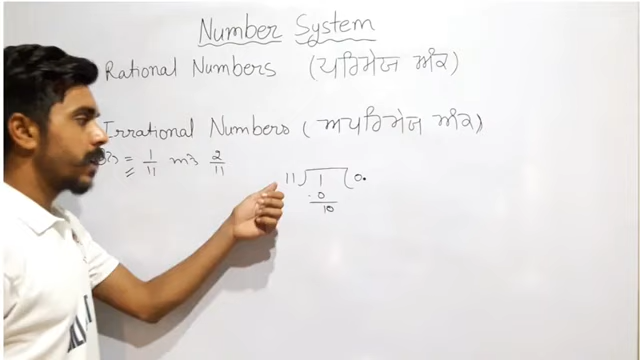 Number System
Rational Numbers (ਪਰਿਮੇਯ ਅੰਕ)
Irrational Numbers (ਅਪਰਿਮੇਯ ਅੰਕ)
= 1/11 ਅਤੇ 2/11
11 1 0.
0
10